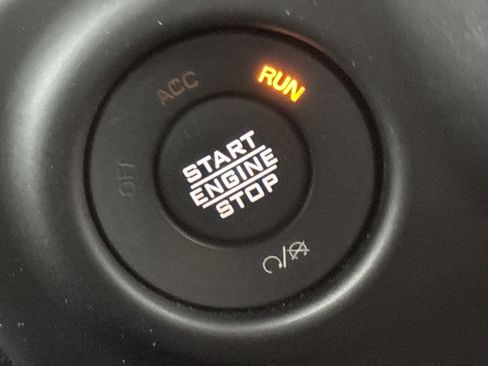 ACC
RUN
OFF
START
ENGINE
STOP